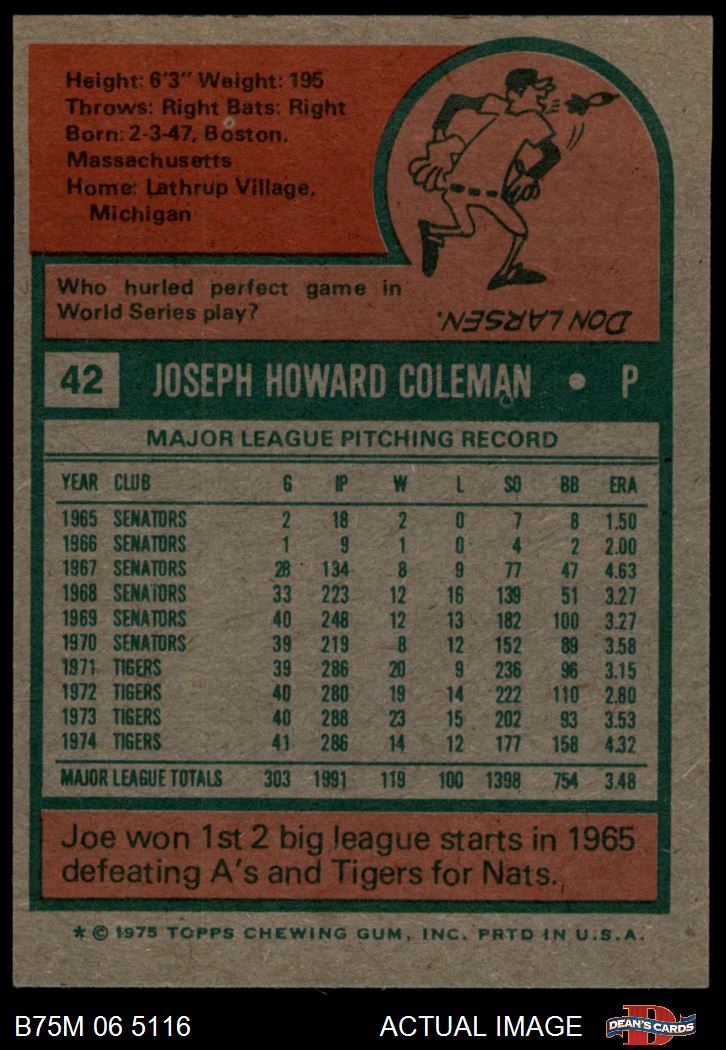 Height: 6'3" Weight: 195
Throws: Right Bats: Right
Born: 2-3-47, Boston,
Massachusetts
Home: Lathrup Village,
Michigan
Who hurled perfect game in
World Series play?
DON LARSEN.
42 JOSEPH HOWARD COLEMAN • P
MAJOR LEAGUE PITCHING RECORD
YEAR CLUB G IP W L SO BB ERA
1965 SENATORS 2 18 2 0 7 8 1.50
1966 SENATORS 1 9 1 0 4 2 2.00
1967 SENATORS 28 134 8 9 77 47 4.63
1968 SENATORS 33 223 12 16 139 51 3.27
1969 SENATORS 40 248 12 13 182 100 3.27
1970 SENATORS 39 219 8 12 152 89 3.58
1971 TIGERS 39 286 20 9 236 96 3.15
1972 TIGERS 40 280 19 14 222 110 2.80
1973 TIGERS 40 288 23 15 202 93 3.53
1974 TIGERS 41 286 14 12 177 158 4.32
MAJOR LEAGUE TOTALS 303 1991 119 100 1398 754 3.48
Joe won 1st 2 big league starts in 1965
defeating A's and Tigers for Nats.
* © 1975 TOPPS CHEWING GUM, INC. PRTD IN U.S.A.
B75M 06 5116 ACTUAL IMAGE D DEAN'S CARDS